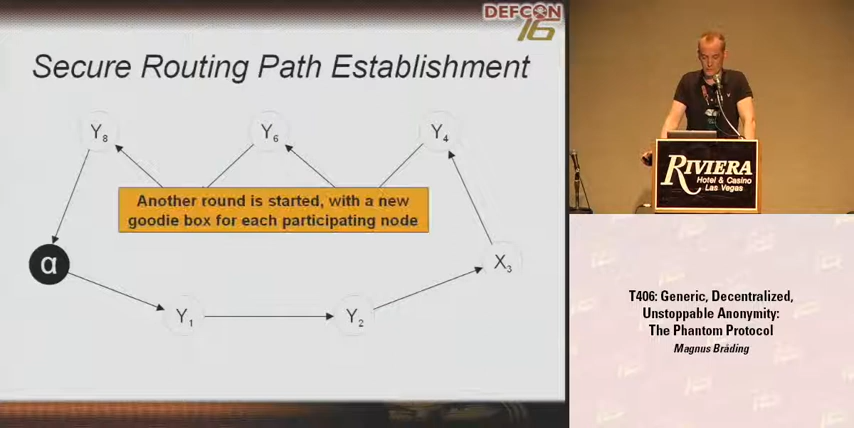 DEFCON
16
Secure Routing Path Establishment
Y8
Y6
Y4
Another round is started, with a new
goodie box for each participating node
α
X3
Y1
Y2
RIVIERA
Hotel & Casino
Las Vegas
T406: Generic, Decentralized,
Unstoppable Anonymity:
The Phantom Protocol
Magnus Bråding